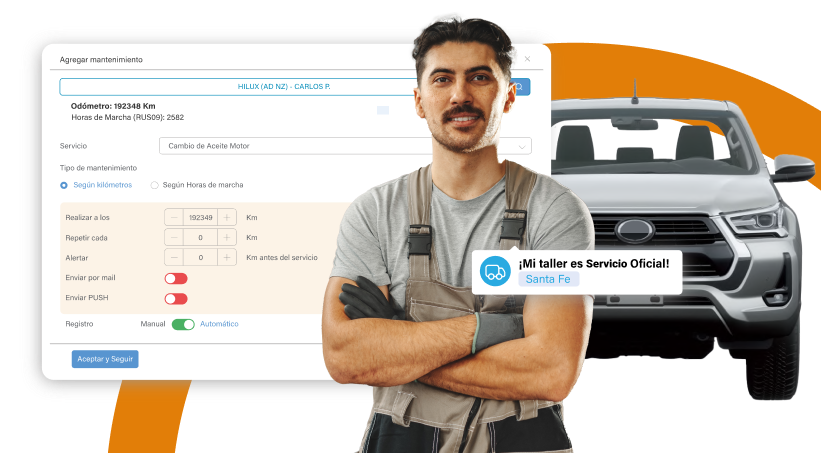 Agregar mantenimiento
HILUX (AD NZ) - CARLOS P.
Odómetro: 192348 Km
Horas de Marcha (RUS09): 2582
Servicio
Cambio de Aceite Motor
Tipo de mantenimiento
Según kilómetros
Según Horas de marcha
Realizar a los − 192349 + Km
Repetir cada − 0 + Km
Alertar − 0 + Km antes del servicio
Enviar por mail
Enviar PUSH
Registro Manual Automático
Aceptar y Seguir
¡Mi taller es Servicio Oficial!
Santa Fe